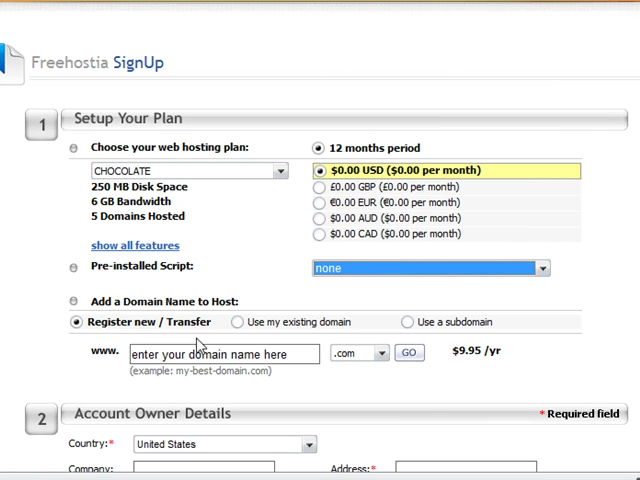 Freehostia SignUp
1 Setup Your Plan
Choose your web hosting plan: 12 months period
CHOCOLATE $0.00 USD ($0.00 per month)
250 MB Disk Space £0.00 GBP (£0.00 per month)
6 GB Bandwidth €0.00 EUR (€0.00 per month)
5 Domains Hosted $0.00 AUD ($0.00 per month)
$0.00 CAD ($0.00 per month)
show all features
Pre-installed Script: none
Add a Domain Name to Host:
Register new / Transfer Use my existing domain Use a subdomain
www. enter your domain name here .com GO $9.95 /yr
(example: my-best-domain.com)
2 Account Owner Details * Required field
Country:* United States
Company: Address:*